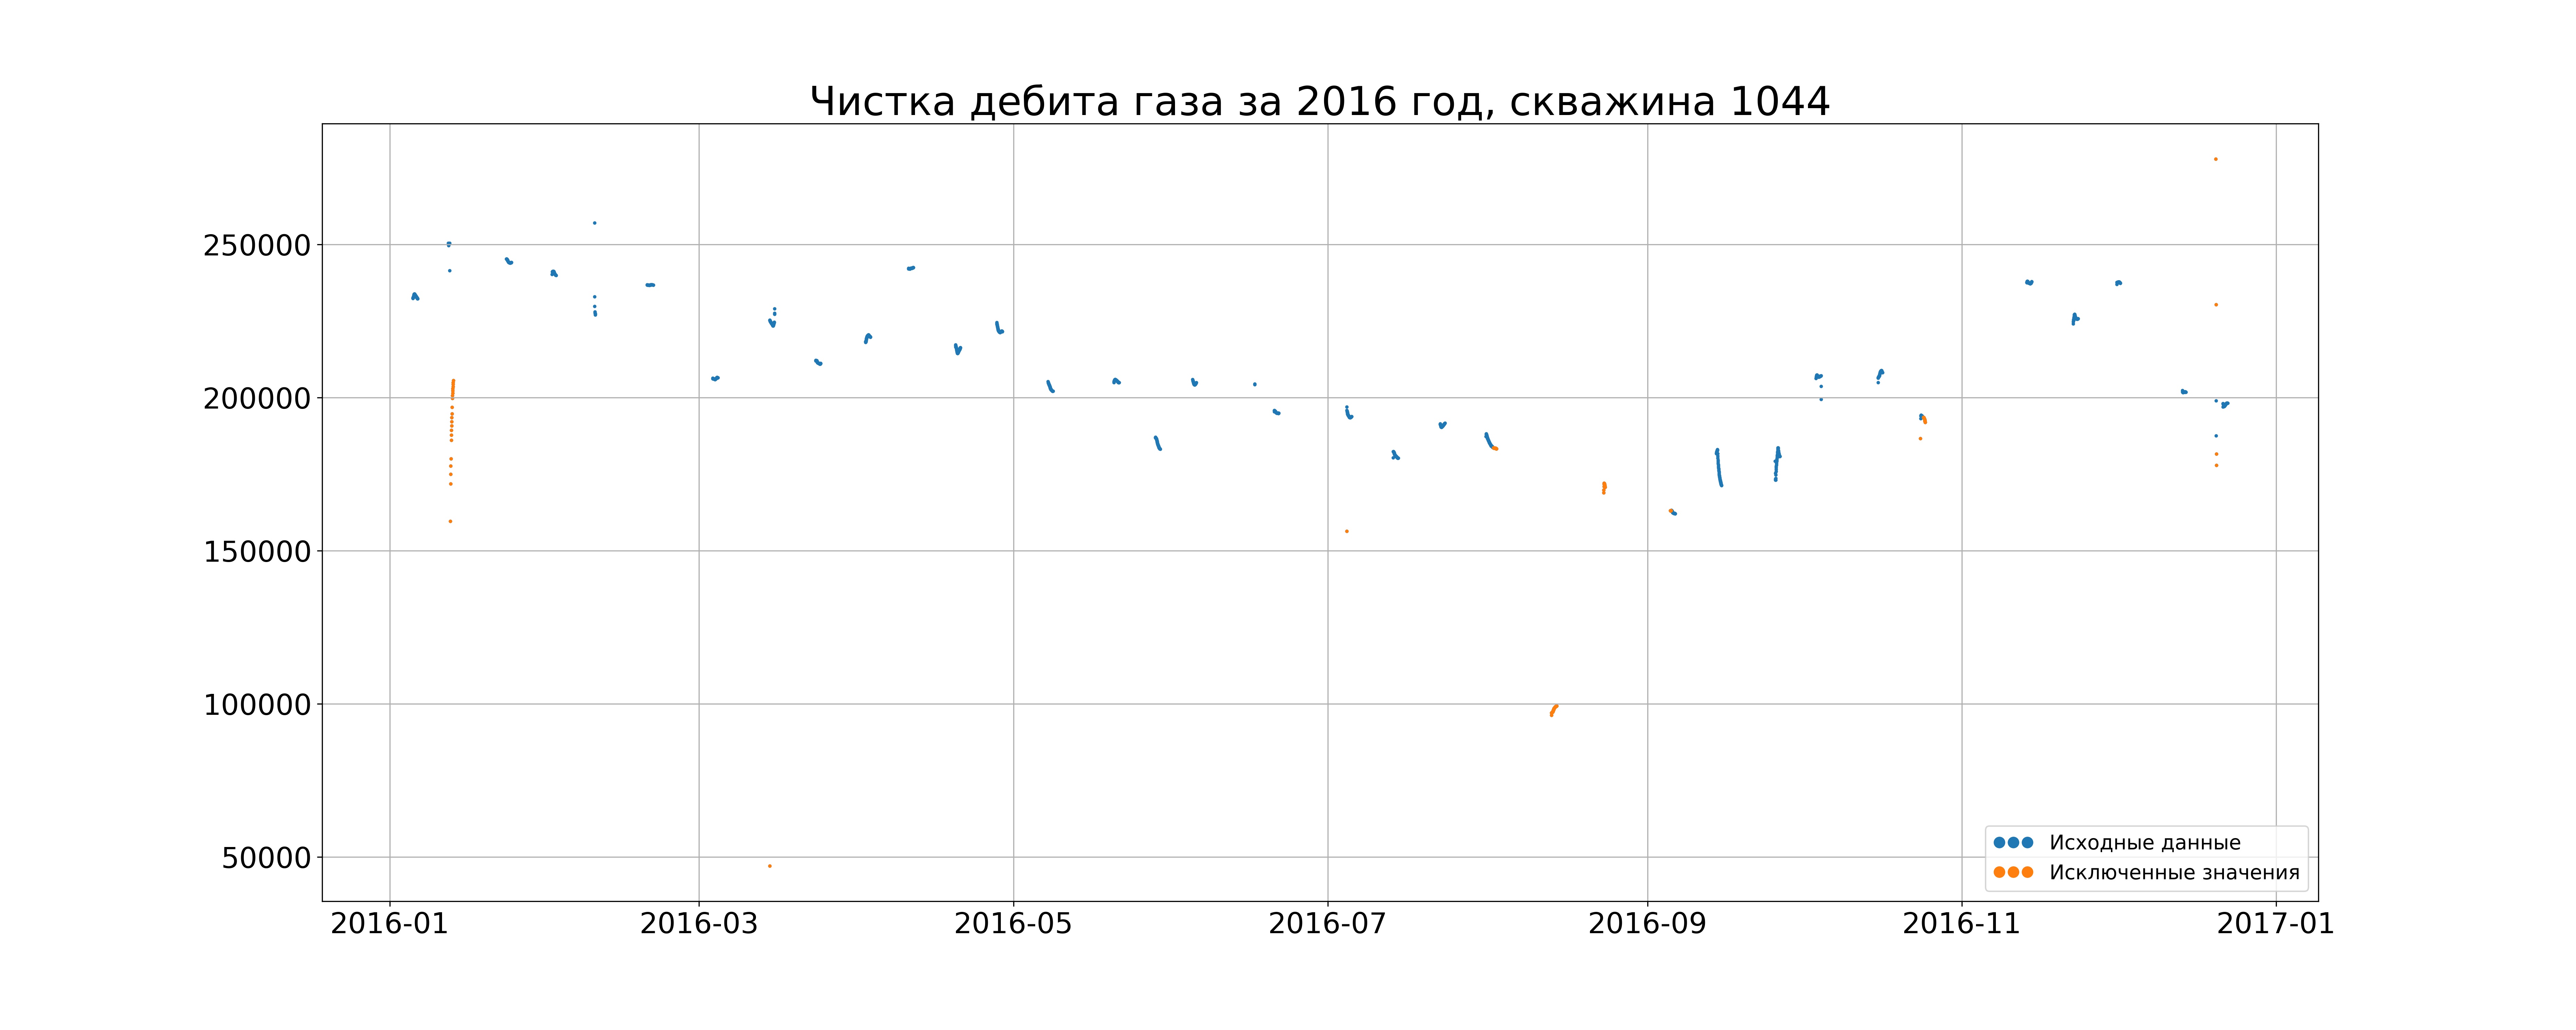 Чистка дебита газа за 2016 год, скважина 1044
250000
200000
150000
100000
50000
2016-01 2016-03 2016-05 2016-07 2016-09 2016-11 2017-01
Исходные данные
Исключенные значения